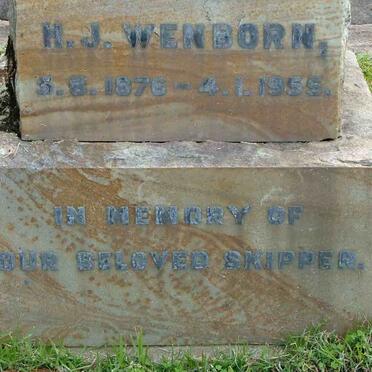 H.J. WENBORN,
3.8.1876 – 4.1.1955.
IN MEMORY OF
OUR BELOVED SKIPPER.